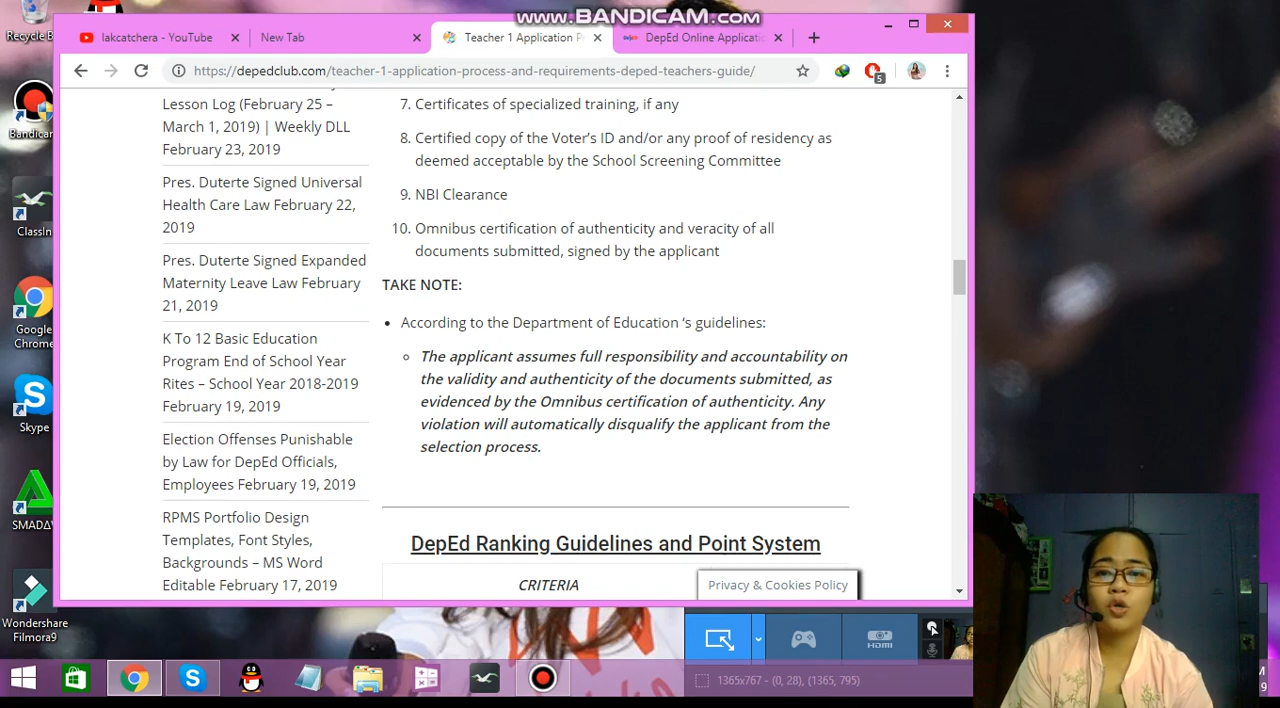 www.BANDICAM.com
Recycle B
lakcatchera - YouTube
New Tab
Teacher 1 Application P
DepEd Online Applicati
https://depedclub.com/teacher-1-application-process-and-requirements-deped-teachers-guide/
5
Bandicam
ClassIn
Google
Chrome
Skype
SMADAV
Wondershare
Filmora9
Lesson Log (February 25 –
March 1, 2019) | Weekly DLL
February 23, 2019
Pres. Duterte Signed Universal
Health Care Law February 22,
2019
Pres. Duterte Signed Expanded
Maternity Leave Law February
21, 2019
K To 12 Basic Education
Program End of School Year
Rites – School Year 2018-2019
February 19, 2019
Election Offenses Punishable
by Law for DepEd Officials,
Employees February 19, 2019
RPMS Portfolio Design
Templates, Font Styles,
Backgrounds – MS Word
Editable February 17, 2019
7. Certificates of specialized training, if any
8. Certified copy of the Voter’s ID and/or any proof of residency as
deemed acceptable by the School Screening Committee
9. NBI Clearance
10. Omnibus certification of authenticity and veracity of all
documents submitted, signed by the applicant
TAKE NOTE:
According to the Department of Education ‘s guidelines:
The applicant assumes full responsibility and accountability on
the validity and authenticity of the documents submitted, as
evidenced by the Omnibus certification of authenticity. Any
violation will automatically disqualify the applicant from the
selection process.
DepEd Ranking Guidelines and Point System
CRITERIA
Privacy & Cookies Policy
HDMI
1365x767 - (0, 28), (1365, 795)